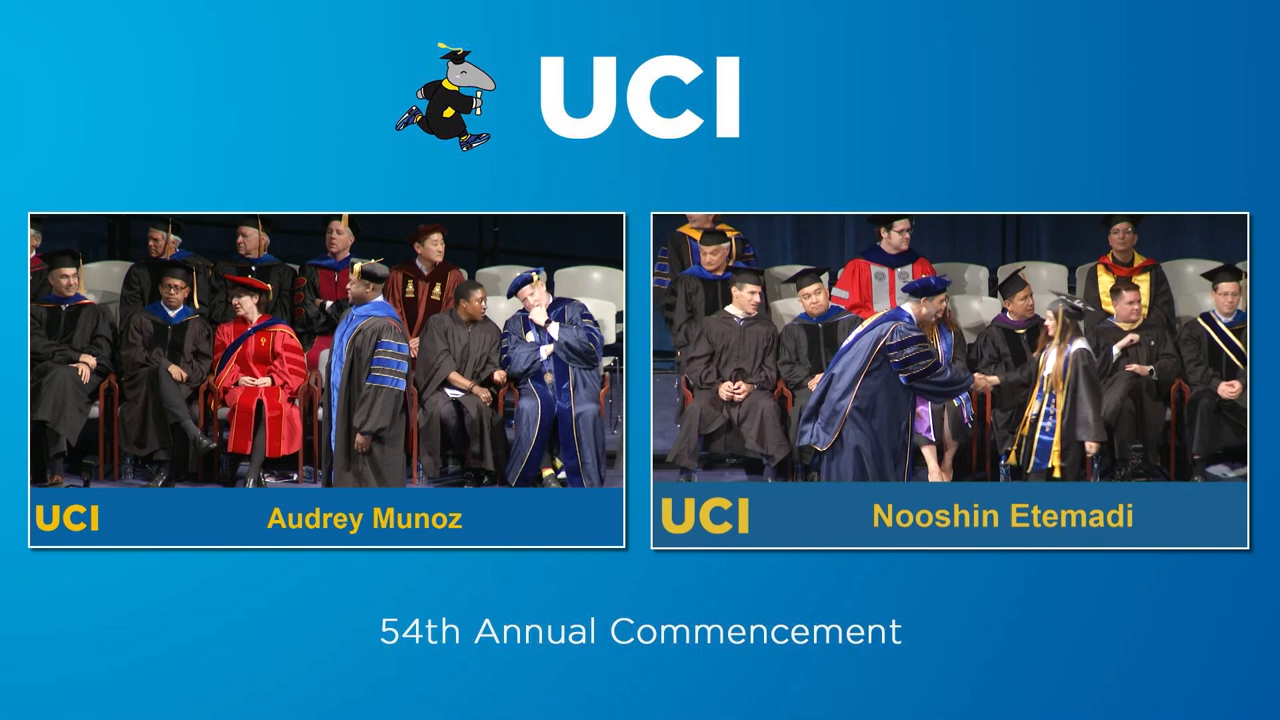 UCI
UCI
Audrey Munoz
UCI
Nooshin Etemadi
54th Annual Commencement